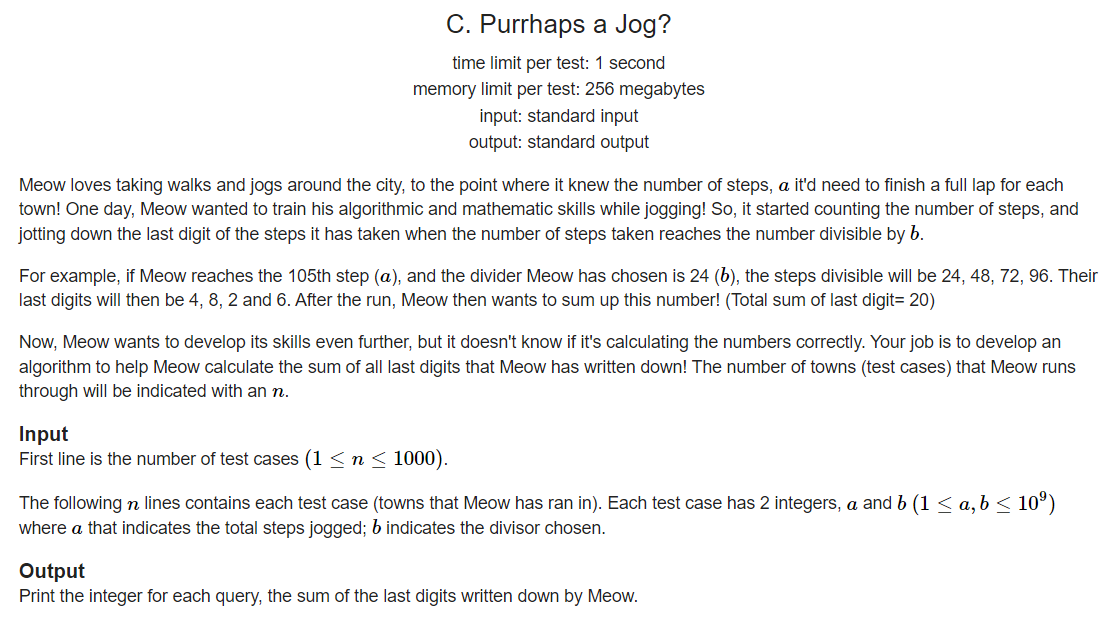 C. Purrhaps a Jog?
time limit per test: 1 second
memory limit per test: 256 megabytes
input: standard input
output: standard output
Meow loves taking walks and jogs around the city, to the point where it knew the number of steps, a it'd need to finish a full lap for each
town! One day, Meow wanted to train his algorithmic and mathematic skills while jogging! So, it started counting the number of steps, and
jotting down the last digit of the steps it has taken when the number of steps taken reaches the number divisible by b.
For example, if Meow reaches the 105th step (a), and the divider Meow has chosen is 24 (b), the steps divisible will be 24, 48, 72, 96. Their
last digits will then be 4, 8, 2 and 6. After the run, Meow then wants to sum up this number! (Total sum of last digit= 20)
Now, Meow wants to develop its skills even further, but it doesn't know if it's calculating the numbers correctly. Your job is to develop an
algorithm to help Meow calculate the sum of all last digits that Meow has written down! The number of towns (test cases) that Meow runs
through will be indicated with an n.
Input
First line is the number of test cases (1 ≤ n ≤ 1000).
The following n lines contains each test case (towns that Meow has ran in). Each test case has 2 integers, a and b (1 ≤ a, b ≤ 10⁹)
where a that indicates the total steps jogged; b indicates the divisor chosen.
Output
Print the integer for each query, the sum of the last digits written down by Meow.